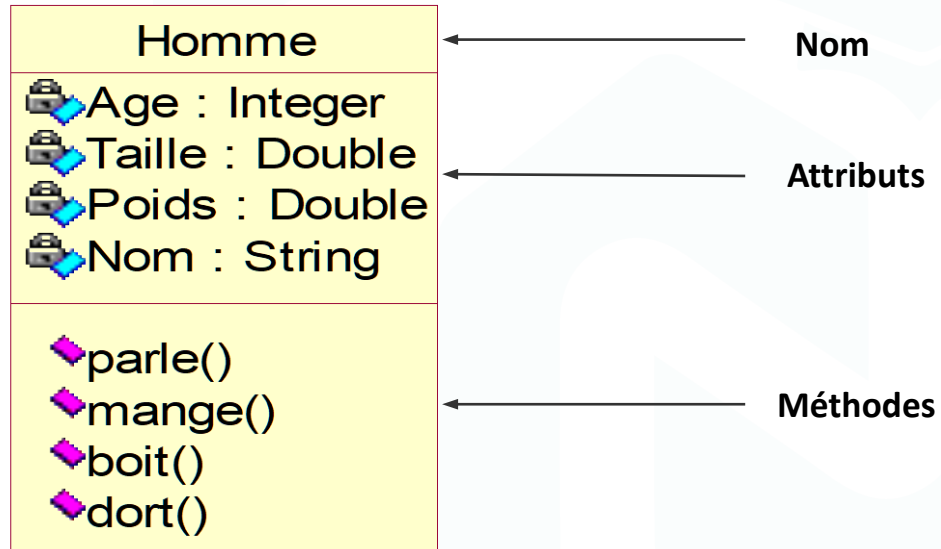 Homme
Nom
Age : Integer
Taille : Double
Attributs
Poids : Double
Nom : String
parle()
mange()
Méthodes
boit()
dort()